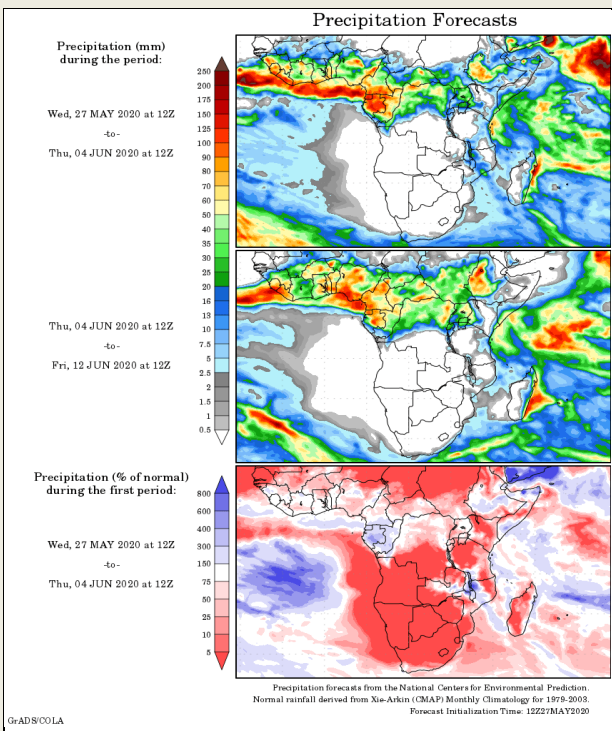 Precipitation Forecasts
Precipitation (mm)
during the period:
Wed, 27 MAY 2020 at 12Z
-to-
Thu, 04 JUN 2020 at 12Z
250
200
175
150
125
100
90
80
70
60
50
40
35
30
25
20
16
13
10
7.5
5
2.5
2
1.5
1
0.5
Thu, 04 JUN 2020 at 12Z
-to-
Fri, 12 JUN 2020 at 12Z
Precipitation (% of normal)
during the first period:
Wed, 27 MAY 2020 at 12Z
-to-
Thu, 04 JUN 2020 at 12Z
800
600
400
300
150
75
50
25
10
5
Precipitation forecasts from the National Centers for Environmental Prediction.
Normal rainfall derived from Xie-Arkin (CMAP) Monthly Climatology for 1979-2003.
Forecast Initialization Time: 12Z27MAY2020
GrADS/COLA